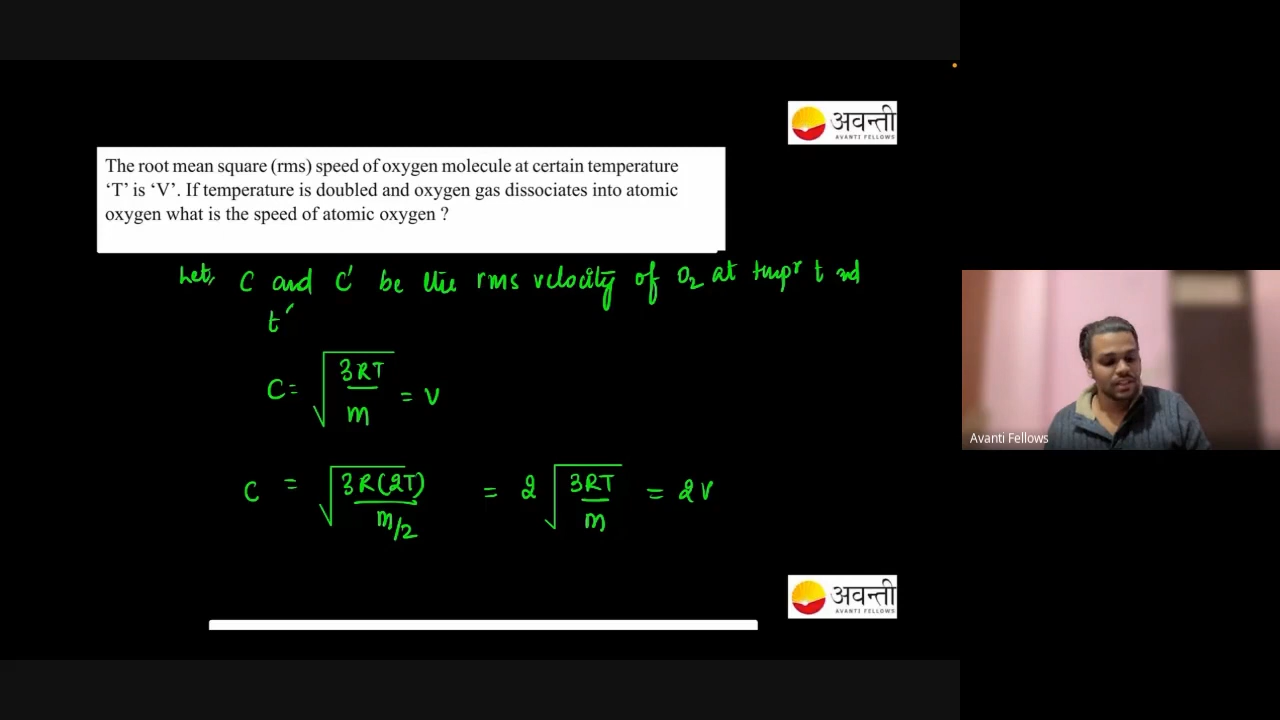 अवन्ती
AVANTI FELLOWS
The root mean square (rms) speed of oxygen molecule at certain temperature
‘T’ is ‘V’. If temperature is doubled and oxygen gas dissociates into atomic
oxygen what is the speed of atomic oxygen ?
Let, C and C' be the rms velocity of O₂ at tmpr t nd
t'
C = √(3RT/m) = V
C = √(3R(2T)/(m/2)) = 2 √(3RT/m) = 2V
Avanti Fellows
अवन्ती
AVANTI FELLOWS